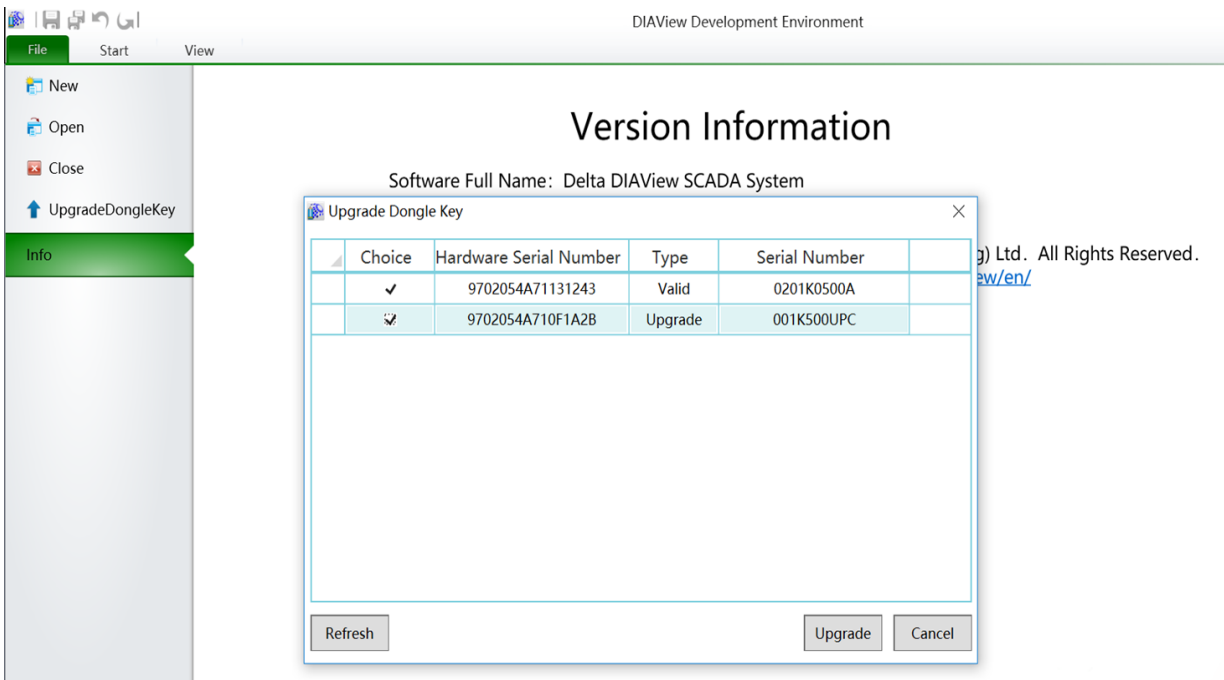 DIAView Development Environment
File Start View
New
Open
Close
UpgradeDongleKey
Info
Version Information
Software Full Name: Delta DIAView SCADA System
g) Ltd. All Rights Reserved.
ew/en/
Upgrade Dongle Key
Choice Hardware Serial Number Type Serial Number
9702054A71131243 Valid 0201K0500A
9702054A710F1A2B Upgrade 001K500UPC
Refresh Upgrade Cancel